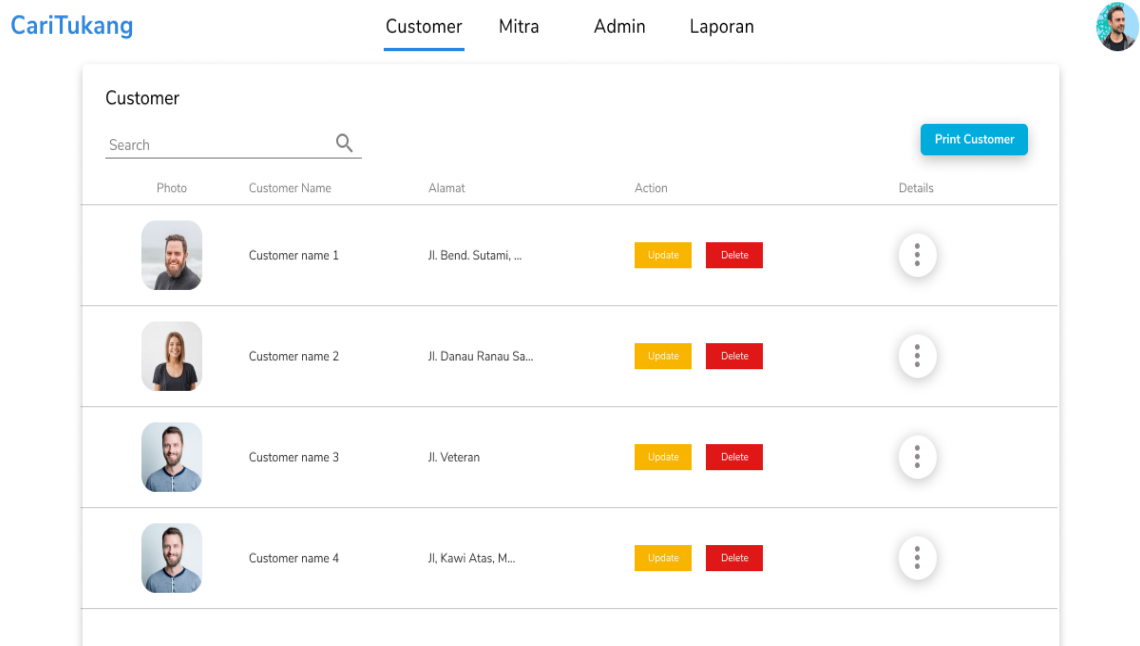 CariTukang Customer Mitra Admin Laporan
Customer
Search Print Customer
Photo Customer Name Alamat Action Details
Customer name 1 Jl. Bend. Sutami, ... Update Delete
Customer name 2 Jl. Danau Ranau Sa... Update Delete
Customer name 3 Jl. Veteran Update Delete
Customer name 4 Jl, Kawi Atas, M... Update Delete